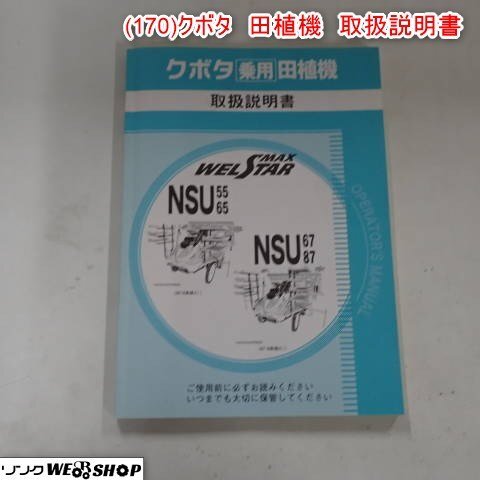 (170)クボタ 田植機 取扱説明書
クボタ乗用田植機
取扱説明書
WELSTAR MAX
NSU 55 65
NSU 67 87
OPERATOR'S MANUAL
ご使用前に必ずお読みください
いつまでも大切に保管してください
リンク WEB SHOP